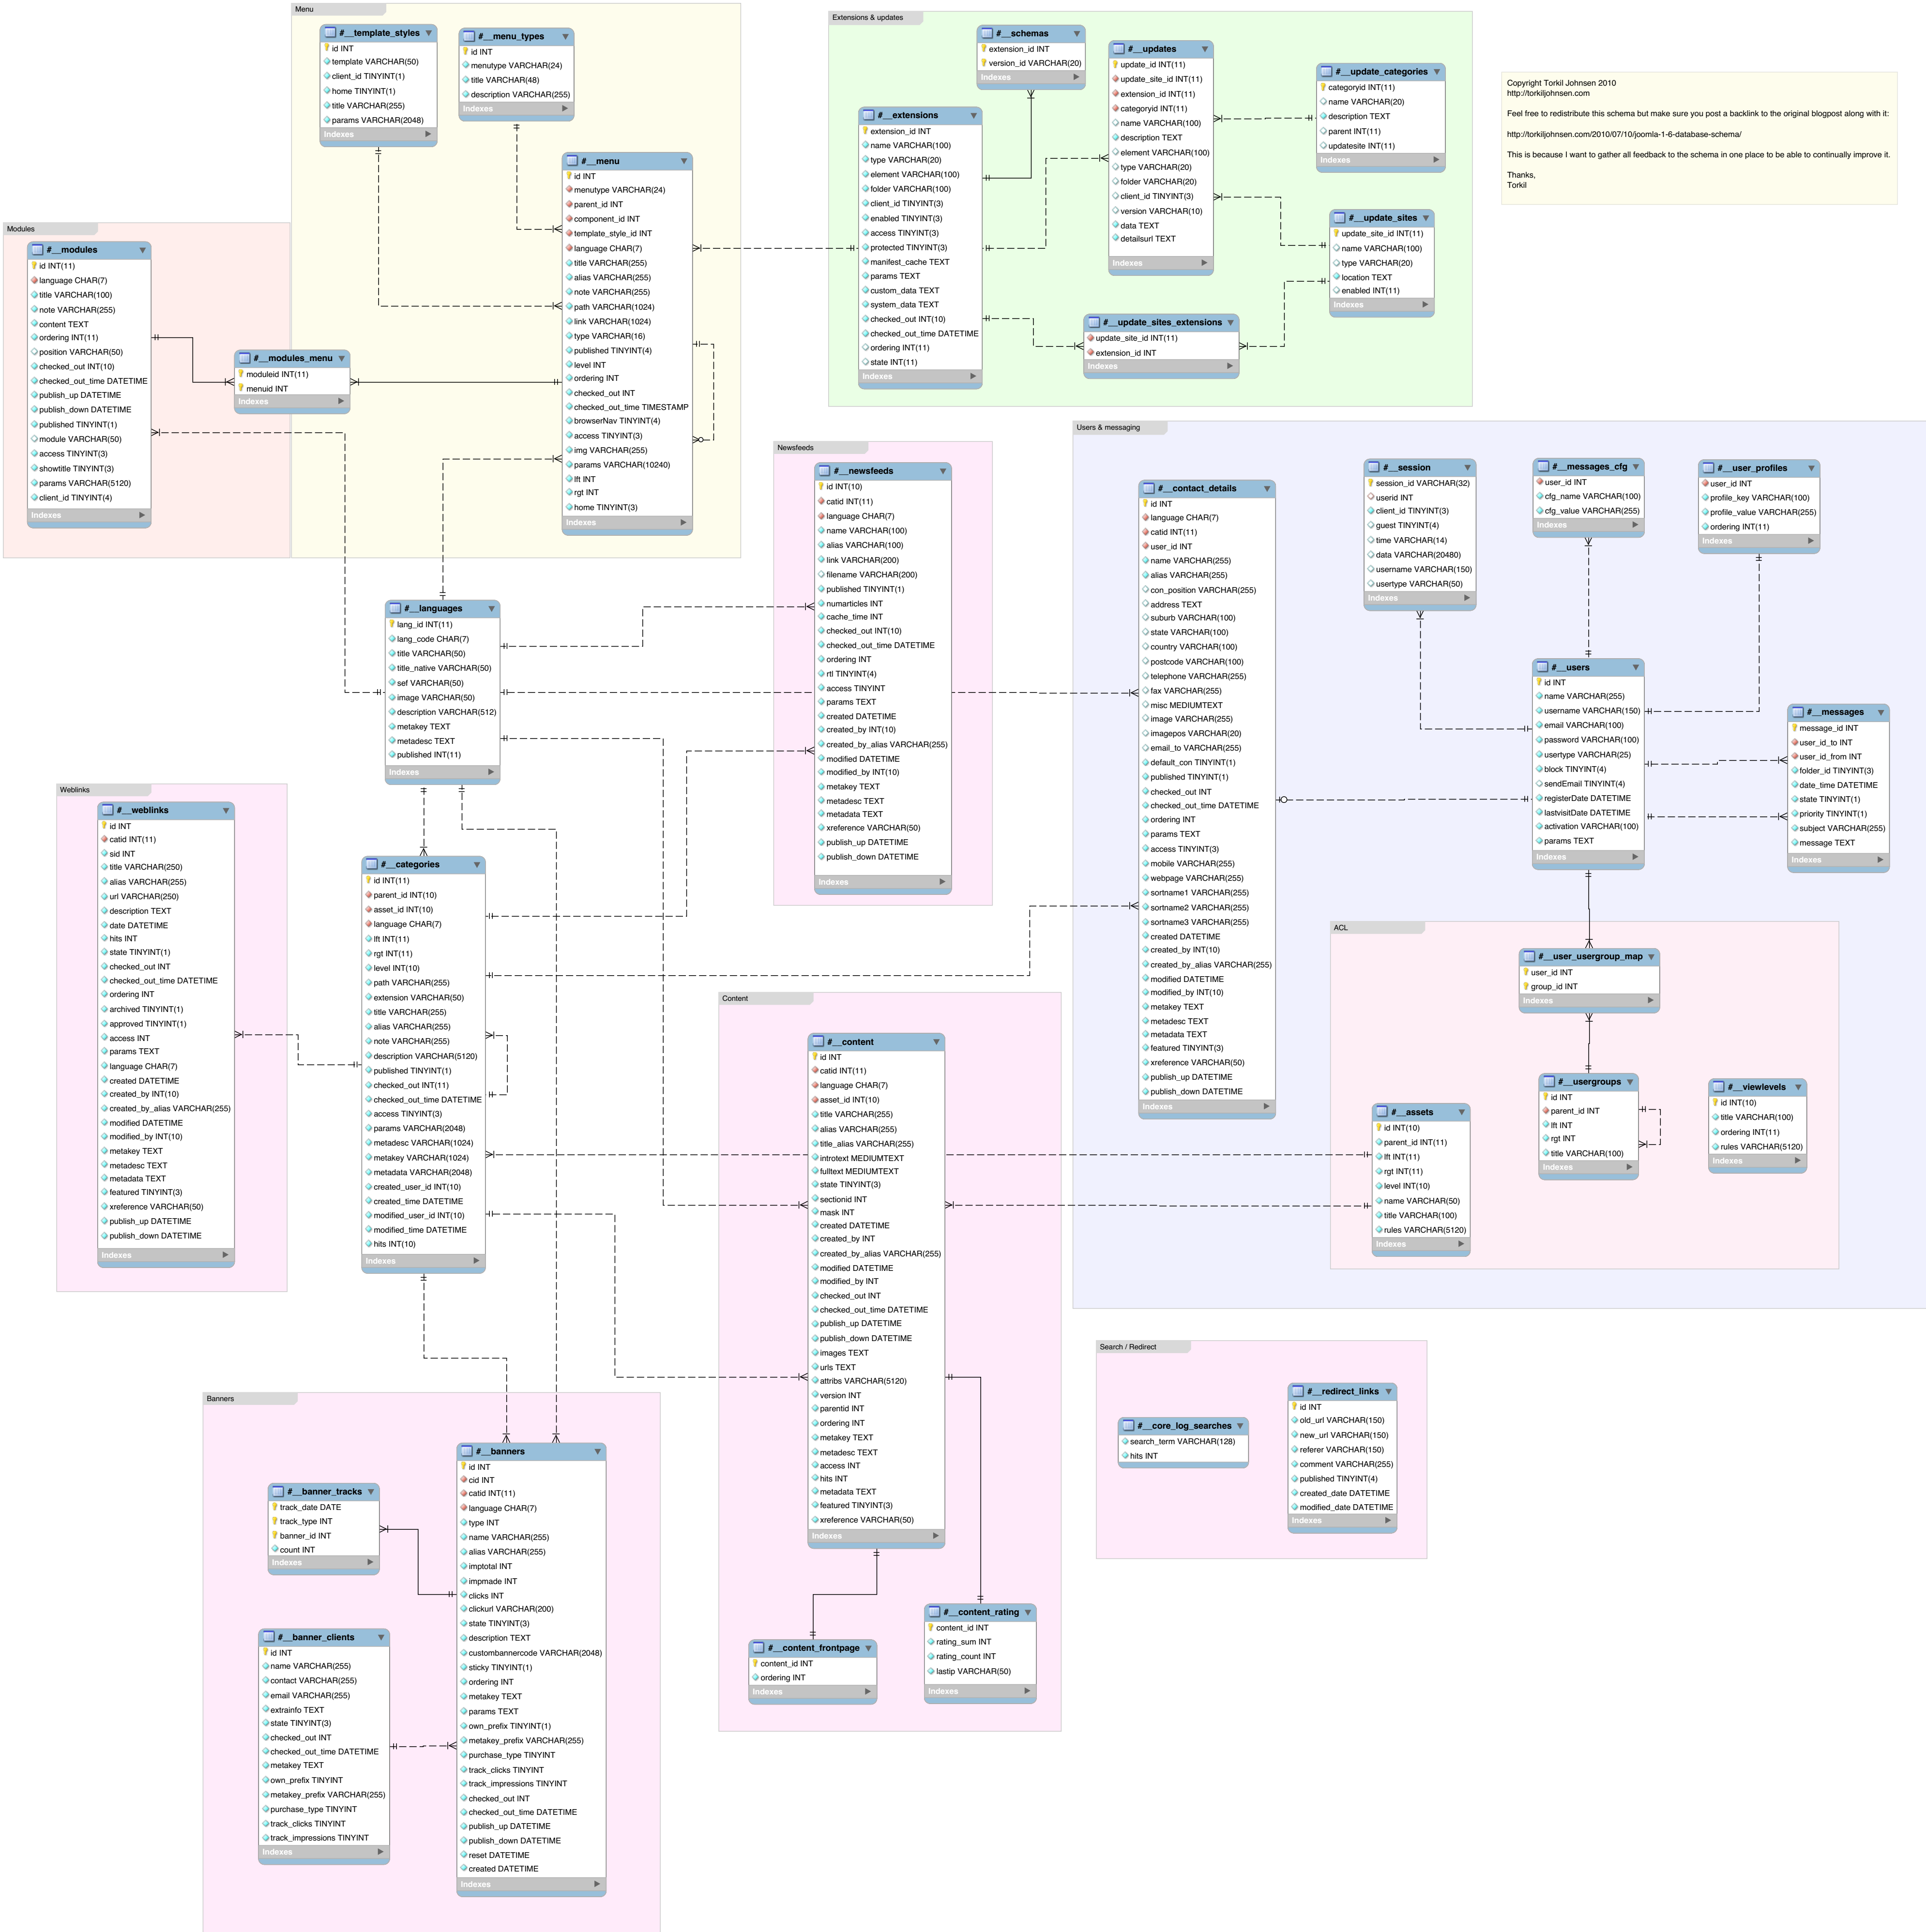 Menu
#__template_styles
id INT
template VARCHAR(50)
client_id TINYINT(1)
home TINYINT(1)
title VARCHAR(255)
params VARCHAR(2048)
Indexes
#__menu_types
id INT
menutype VARCHAR(24)
title VARCHAR(48)
description VARCHAR(255)
Indexes
#__menu
id INT
menutype VARCHAR(24)
parent_id INT
component_id INT
template_style_id INT
language CHAR(7)
title VARCHAR(255)
alias VARCHAR(255)
note VARCHAR(255)
path VARCHAR(1024)
link VARCHAR(1024)
type VARCHAR(16)
published TINYINT(4)
level INT
ordering INT
checked_out INT
checked_out_time TIMESTAMP
browserNav TINYINT(4)
access TINYINT(3)
img VARCHAR(255)
params VARCHAR(10240)
lft INT
rgt INT
home TINYINT(3)
Indexes
Extensions & updates
#__schemas
extension_id INT
version_id VARCHAR(20)
Indexes
#__extensions
extension_id INT
name VARCHAR(100)
type VARCHAR(20)
element VARCHAR(100)
folder VARCHAR(100)
client_id TINYINT(3)
enabled TINYINT(3)
access TINYINT(3)
protected TINYINT(3)
manifest_cache TEXT
params TEXT
custom_data TEXT
system_data TEXT
checked_out INT(10)
checked_out_time DATETIME
ordering INT(11)
state INT(11)
Indexes
#__updates
update_id INT(11)
update_site_id INT(11)
extension_id INT(11)
categoryid INT(11)
name VARCHAR(100)
description TEXT
element VARCHAR(100)
type VARCHAR(20)
folder VARCHAR(20)
client_id TINYINT(3)
version VARCHAR(10)
data TEXT
detailsurl TEXT
Indexes
#__update_categories
categoryid INT(11)
name VARCHAR(20)
description TEXT
parent INT(11)
updatesite INT(11)
Indexes
#__update_sites
update_site_id INT(11)
name VARCHAR(100)
type VARCHAR(20)
location TEXT
enabled INT(11)
Indexes
#__update_sites_extensions
update_site_id INT(11)
extension_id INT
Indexes
Copyright Torkil Johnsen 2010
http://torkiljohnsen.com
Feel free to redistribute this schema but make sure you post a backlink to the original blogpost along with it:
http://torkiljohnsen.com/2010/07/10/joomla-1-6-database-schema/
This is because I want to gather all feedback to the schema in one place to be able to continually improve it.
Thanks,
Torkil
Modules
#__modules
id INT(11)
language CHAR(7)
title VARCHAR(100)
note VARCHAR(255)
content TEXT
ordering INT(11)
position VARCHAR(50)
checked_out INT(10)
checked_out_time DATETIME
publish_up DATETIME
publish_down DATETIME
published TINYINT(1)
module VARCHAR(50)
access TINYINT(3)
showtitle TINYINT(3)
params VARCHAR(5120)
client_id TINYINT(4)
Indexes
#__modules_menu
moduleid INT(11)
menuid INT
Indexes
Newsfeeds
#__newsfeeds
id INT(10)
catid INT(11)
language CHAR(7)
name VARCHAR(100)
alias VARCHAR(100)
link VARCHAR(200)
filename VARCHAR(200)
published TINYINT(1)
numarticles INT
cache_time INT
checked_out INT(10)
checked_out_time DATETIME
ordering INT
rtl TINYINT(4)
access TINYINT
params TEXT
created DATETIME
created_by INT(10)
created_by_alias VARCHAR(255)
modified DATETIME
modified_by INT(10)
metakey TEXT
metadesc TEXT
metadata TEXT
xreference VARCHAR(50)
publish_up DATETIME
publish_down DATETIME
Indexes
Users & messaging
#__contact_details
id INT
language CHAR(7)
catid INT(11)
user_id INT
name VARCHAR(255)
alias VARCHAR(255)
con_position VARCHAR(255)
address TEXT
suburb VARCHAR(100)
state VARCHAR(100)
country VARCHAR(100)
postcode VARCHAR(100)
telephone VARCHAR(255)
fax VARCHAR(255)
misc MEDIUMTEXT
image VARCHAR(255)
imagepos VARCHAR(20)
email_to VARCHAR(255)
default_con TINYINT(1)
published TINYINT(1)
checked_out INT
checked_out_time DATETIME
ordering INT
params TEXT
access TINYINT(3)
mobile VARCHAR(255)
webpage VARCHAR(255)
sortname1 VARCHAR(255)
sortname2 VARCHAR(255)
sortname3 VARCHAR(255)
created DATETIME
created_by INT(10)
created_by_alias VARCHAR(255)
modified DATETIME
modified_by INT(10)
metakey TEXT
metadesc TEXT
metadata TEXT
featured TINYINT(3)
xreference VARCHAR(50)
publish_up DATETIME
publish_down DATETIME
Indexes
#__session
session_id VARCHAR(32)
userid INT
client_id TINYINT(3)
guest TINYINT(4)
time VARCHAR(14)
data VARCHAR(20480)
username VARCHAR(150)
usertype VARCHAR(50)
Indexes
#__messages_cfg
user_id INT
cfg_name VARCHAR(100)
cfg_value VARCHAR(255)
Indexes
#__user_profiles
user_id INT
profile_key VARCHAR(100)
profile_value VARCHAR(255)
ordering INT(11)
Indexes
#__users
id INT
name VARCHAR(255)
username VARCHAR(150)
email VARCHAR(100)
password VARCHAR(100)
usertype VARCHAR(25)
block TINYINT(4)
sendEmail TINYINT(4)
registerDate DATETIME
lastvisitDate DATETIME
activation VARCHAR(100)
params TEXT
Indexes
#__messages
message_id INT
user_id_to INT
user_id_from INT
folder_id TINYINT(3)
date_time DATETIME
state TINYINT(1)
priority TINYINT(1)
subject VARCHAR(255)
message TEXT
Indexes
#__languages
lang_id INT(11)
lang_code CHAR(7)
title VARCHAR(50)
title_native VARCHAR(50)
sef VARCHAR(50)
image VARCHAR(50)
description VARCHAR(512)
metakey TEXT
metadesc TEXT
published INT(11)
Indexes
Weblinks
#__weblinks
id INT
catid INT(11)
sid INT
title VARCHAR(250)
alias VARCHAR(255)
url VARCHAR(250)
description TEXT
date DATETIME
hits INT
state TINYINT(1)
checked_out INT
checked_out_time DATETIME
ordering INT
archived TINYINT(1)
approved TINYINT(1)
access INT
params TEXT
language CHAR(7)
created DATETIME
created_by INT(10)
created_by_alias VARCHAR(255)
modified DATETIME
modified_by INT(10)
metakey TEXT
metadesc TEXT
metadata TEXT
featured TINYINT(3)
xreference VARCHAR(50)
publish_up DATETIME
publish_down DATETIME
Indexes
#__categories
id INT(11)
parent_id INT(10)
asset_id INT(10)
language CHAR(7)
lft INT(11)
rgt INT(11)
level INT(10)
path VARCHAR(255)
extension VARCHAR(50)
title VARCHAR(255)
alias VARCHAR(255)
note VARCHAR(255)
description VARCHAR(5120)
published TINYINT(1)
checked_out INT(11)
checked_out_time DATETIME
access TINYINT(3)
params VARCHAR(2048)
metadesc VARCHAR(1024)
metakey VARCHAR(1024)
metadata VARCHAR(2048)
created_user_id INT(10)
created_time DATETIME
modified_user_id INT(10)
modified_time DATETIME
hits INT(10)
Indexes
ACL
#__user_usergroup_map
user_id INT
group_id INT
Indexes
#__usergroups
id INT
parent_id INT
lft INT
rgt INT
title VARCHAR(100)
Indexes
#__viewlevels
id INT(10)
title VARCHAR(100)
ordering INT(11)
rules VARCHAR(5120)
Indexes
#__assets
id INT(10)
parent_id INT(11)
lft INT(11)
rgt INT(11)
level INT(10)
name VARCHAR(50)
title VARCHAR(100)
rules VARCHAR(5120)
Indexes
Content
#__content
id INT
catid INT(11)
language CHAR(7)
asset_id INT(10)
title VARCHAR(255)
alias VARCHAR(255)
title_alias VARCHAR(255)
introtext MEDIUMTEXT
fulltext MEDIUMTEXT
state TINYINT(3)
sectionid INT
mask INT
created DATETIME
created_by INT
created_by_alias VARCHAR(255)
modified DATETIME
modified_by INT
checked_out INT
checked_out_time DATETIME
publish_up DATETIME
publish_down DATETIME
images TEXT
urls TEXT
attribs VARCHAR(5120)
version INT
parentid INT
ordering INT
metakey TEXT
metadesc TEXT
access INT
hits INT
metadata TEXT
featured TINYINT(3)
xreference VARCHAR(50)
Indexes
#__content_frontpage
content_id INT
ordering INT
Indexes
#__content_rating
content_id INT
rating_sum INT
rating_count INT
lastip VARCHAR(50)
Indexes
Search / Redirect
#__core_log_searches
search_term VARCHAR(128)
hits INT
#__redirect_links
id INT
old_url VARCHAR(150)
new_url VARCHAR(150)
referer VARCHAR(150)
comment VARCHAR(255)
published TINYINT(4)
created_date DATETIME
modified_date DATETIME
Indexes
Banners
#__banner_tracks
track_date DATE
track_type INT
banner_id INT
count INT
Indexes
#__banner_clients
id INT
name VARCHAR(255)
contact VARCHAR(255)
email VARCHAR(255)
extrainfo TEXT
state TINYINT(3)
checked_out INT
checked_out_time DATETIME
metakey TEXT
own_prefix TINYINT
metakey_prefix VARCHAR(255)
purchase_type TINYINT
track_clicks TINYINT
track_impressions TINYINT
Indexes
#__banners
id INT
cid INT
catid INT(11)
language CHAR(7)
type INT
name VARCHAR(255)
alias VARCHAR(255)
imptotal INT
impmade INT
clicks INT
clickurl VARCHAR(200)
state TINYINT(3)
description TEXT
custombannercode VARCHAR(2048)
sticky TINYINT(1)
ordering INT
metakey TEXT
params TEXT
own_prefix TINYINT(1)
metakey_prefix VARCHAR(255)
purchase_type TINYINT
track_clicks TINYINT
track_impressions TINYINT
checked_out INT
checked_out_time DATETIME
publish_up DATETIME
publish_down DATETIME
reset DATETIME
created DATETIME
Indexes